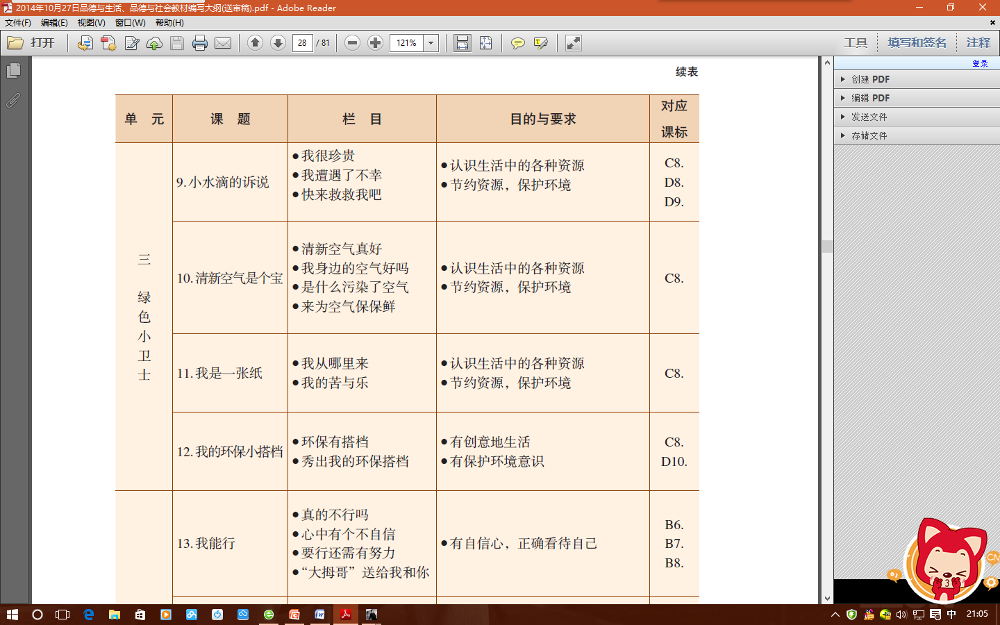 2014年10月27日品德与生活、品德与社会教材编写大纲(送审稿).pdf - Adobe Reader
文件(F) 编辑(E) 视图(V) 窗口(W) 帮助(H)
打开 28 / 81 121% 工具 填写和签名 注释
登录
创建 PDF
编辑 PDF
发送文件
存储文件
续表
单 元 课 题 栏 目 目的与要求 对应课标
三 绿色小卫士
9.小水滴的诉说
●我很珍贵
●我遭遇了不幸
●快来救救我吧
●认识生活中的各种资源
●节约资源，保护环境
C8.
D8.
D9.
10.清新空气是个宝
●清新空气真好
●我身边的空气好吗
●是什么污染了空气
●来为空气保保鲜
●认识生活中的各种资源
●节约资源，保护环境
C8.
11.我是一张纸
●我从哪里来
●我的苦与乐
●认识生活中的各种资源
●节约资源，保护环境
C8.
12.我的环保小搭档
●环保有搭档
●秀出我的环保搭档
●有创意地生活
●有保护环境意识
C8.
D10.
13.我能行
●真的不行吗
●心中有个不自信
●要行还需有努力
●“大拇哥”送给我和你
●有自信心，正确看待自己
B6.
B7.
B8.
CN
中 21:05